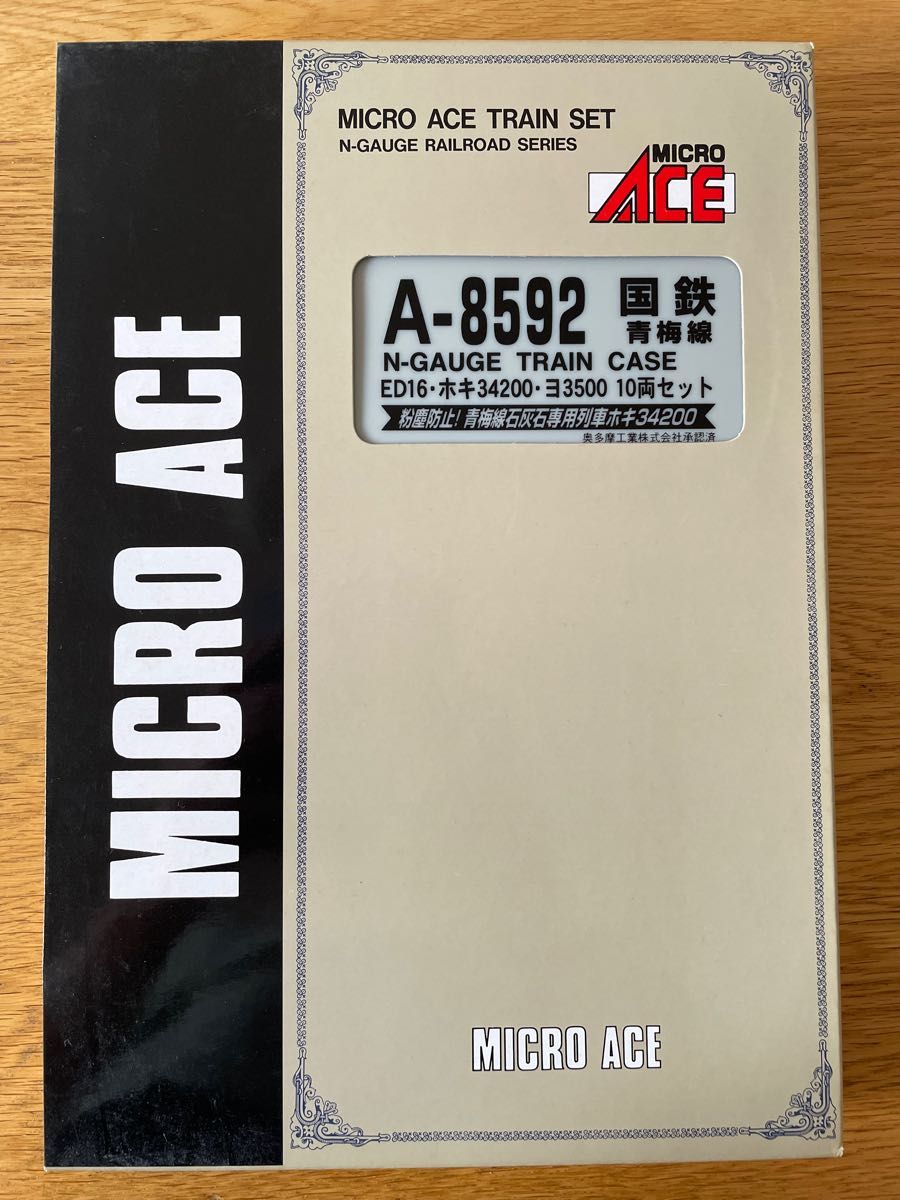 MICRO ACE
MICRO ACE TRAIN SET
N-GAUGE RAILROAD SERIES
MICRO
ACE
A-8592 国鉄
青梅線
N-GAUGE TRAIN CASE
ED16・ホキ34200・ヨ3500 10両セット
粉塵防止!青梅線石灰石専用列車ホキ34200
奥多摩工業株式会社承認済
MICRO ACE